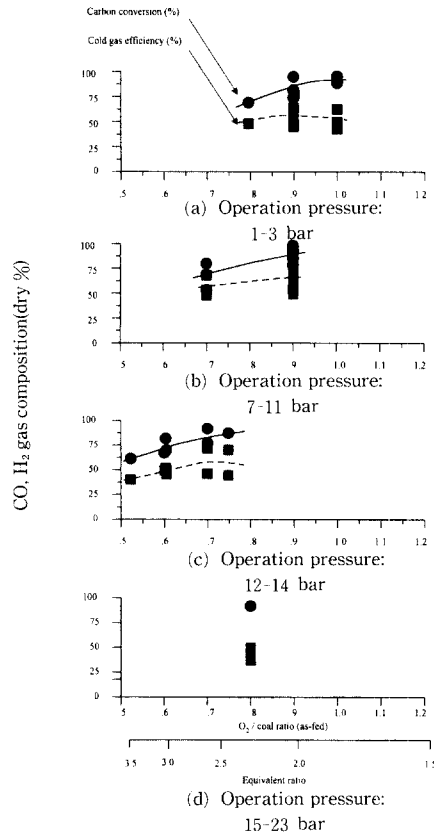 Carbon conversion (%)
Cold gas efficiency (%)
CO, H₂ gas composition(dry %)
100
75
50
25
0
.5 .6 .7 .8 .9 1.0 1.1 1.2
(a) Operation pressure:
1-3 bar
100
75
50
25
0
.5 .6 .7 .8 .9 1.0 1.1 1.2
(b) Operation pressure:
7-11 bar
100
75
50
25
0
.5 .6 .7 .8 .9 1.0 1.1 1.2
(c) Operation pressure:
12-14 bar
100
75
50
25
0
.5 .6 .7 .8 .9 1.0 1.1 1.2
O₂ / coal ratio (as-fed)
3.5 3.0 2.5 2.0 1.5
Equivalent ratio
(d) Operation pressure:
15-23 bar